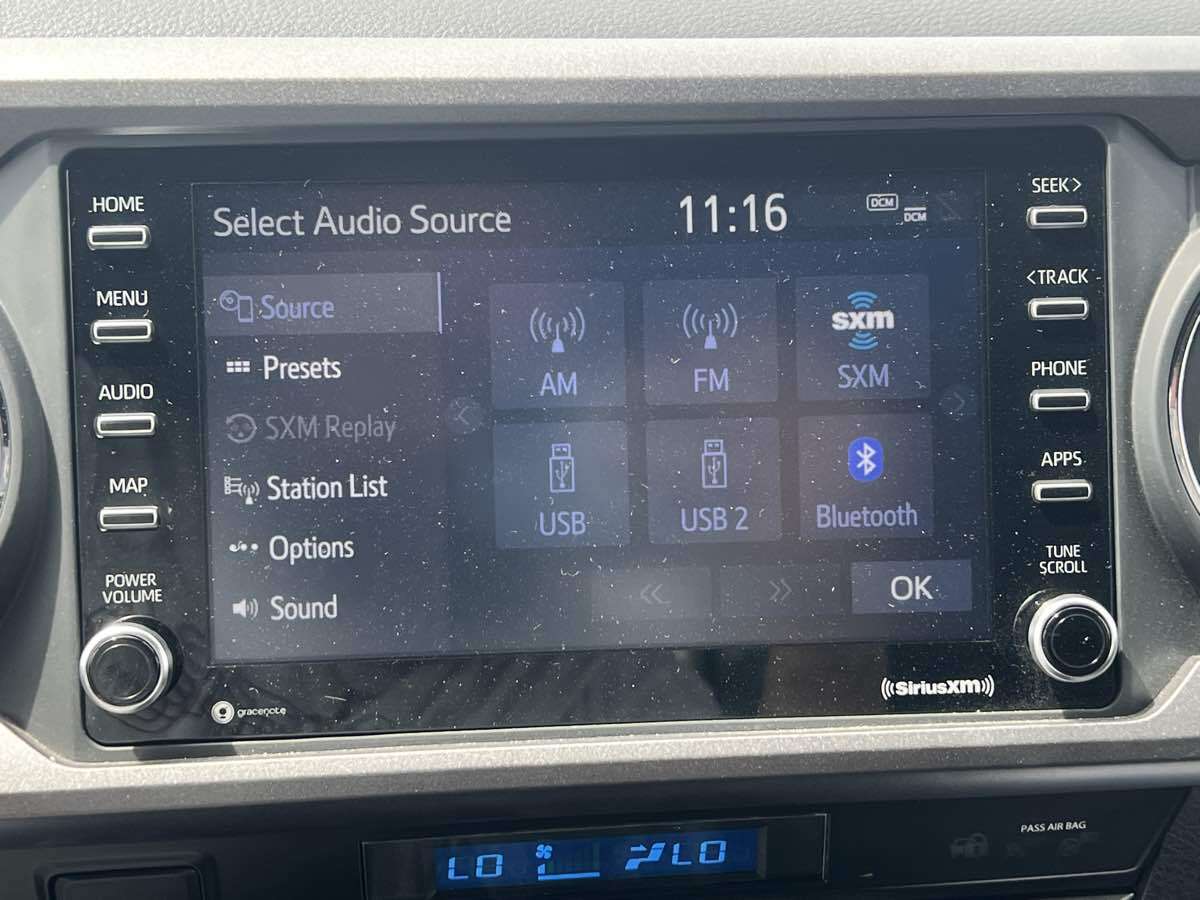 HOME
MENU
AUDIO
MAP
POWER
VOLUME
Select Audio Source
11:16
DCM
DCM
Source
Presets
SXM Replay
Station List
Options
Sound
AM
FM
sxm
SXM
USB
USB 2
Bluetooth
OK
SEEK>
<TRACK
PHONE
APPS
TUNE
SCROLL
gracenote
((SiriusXM))
PASS AIR BAG
LO
LO